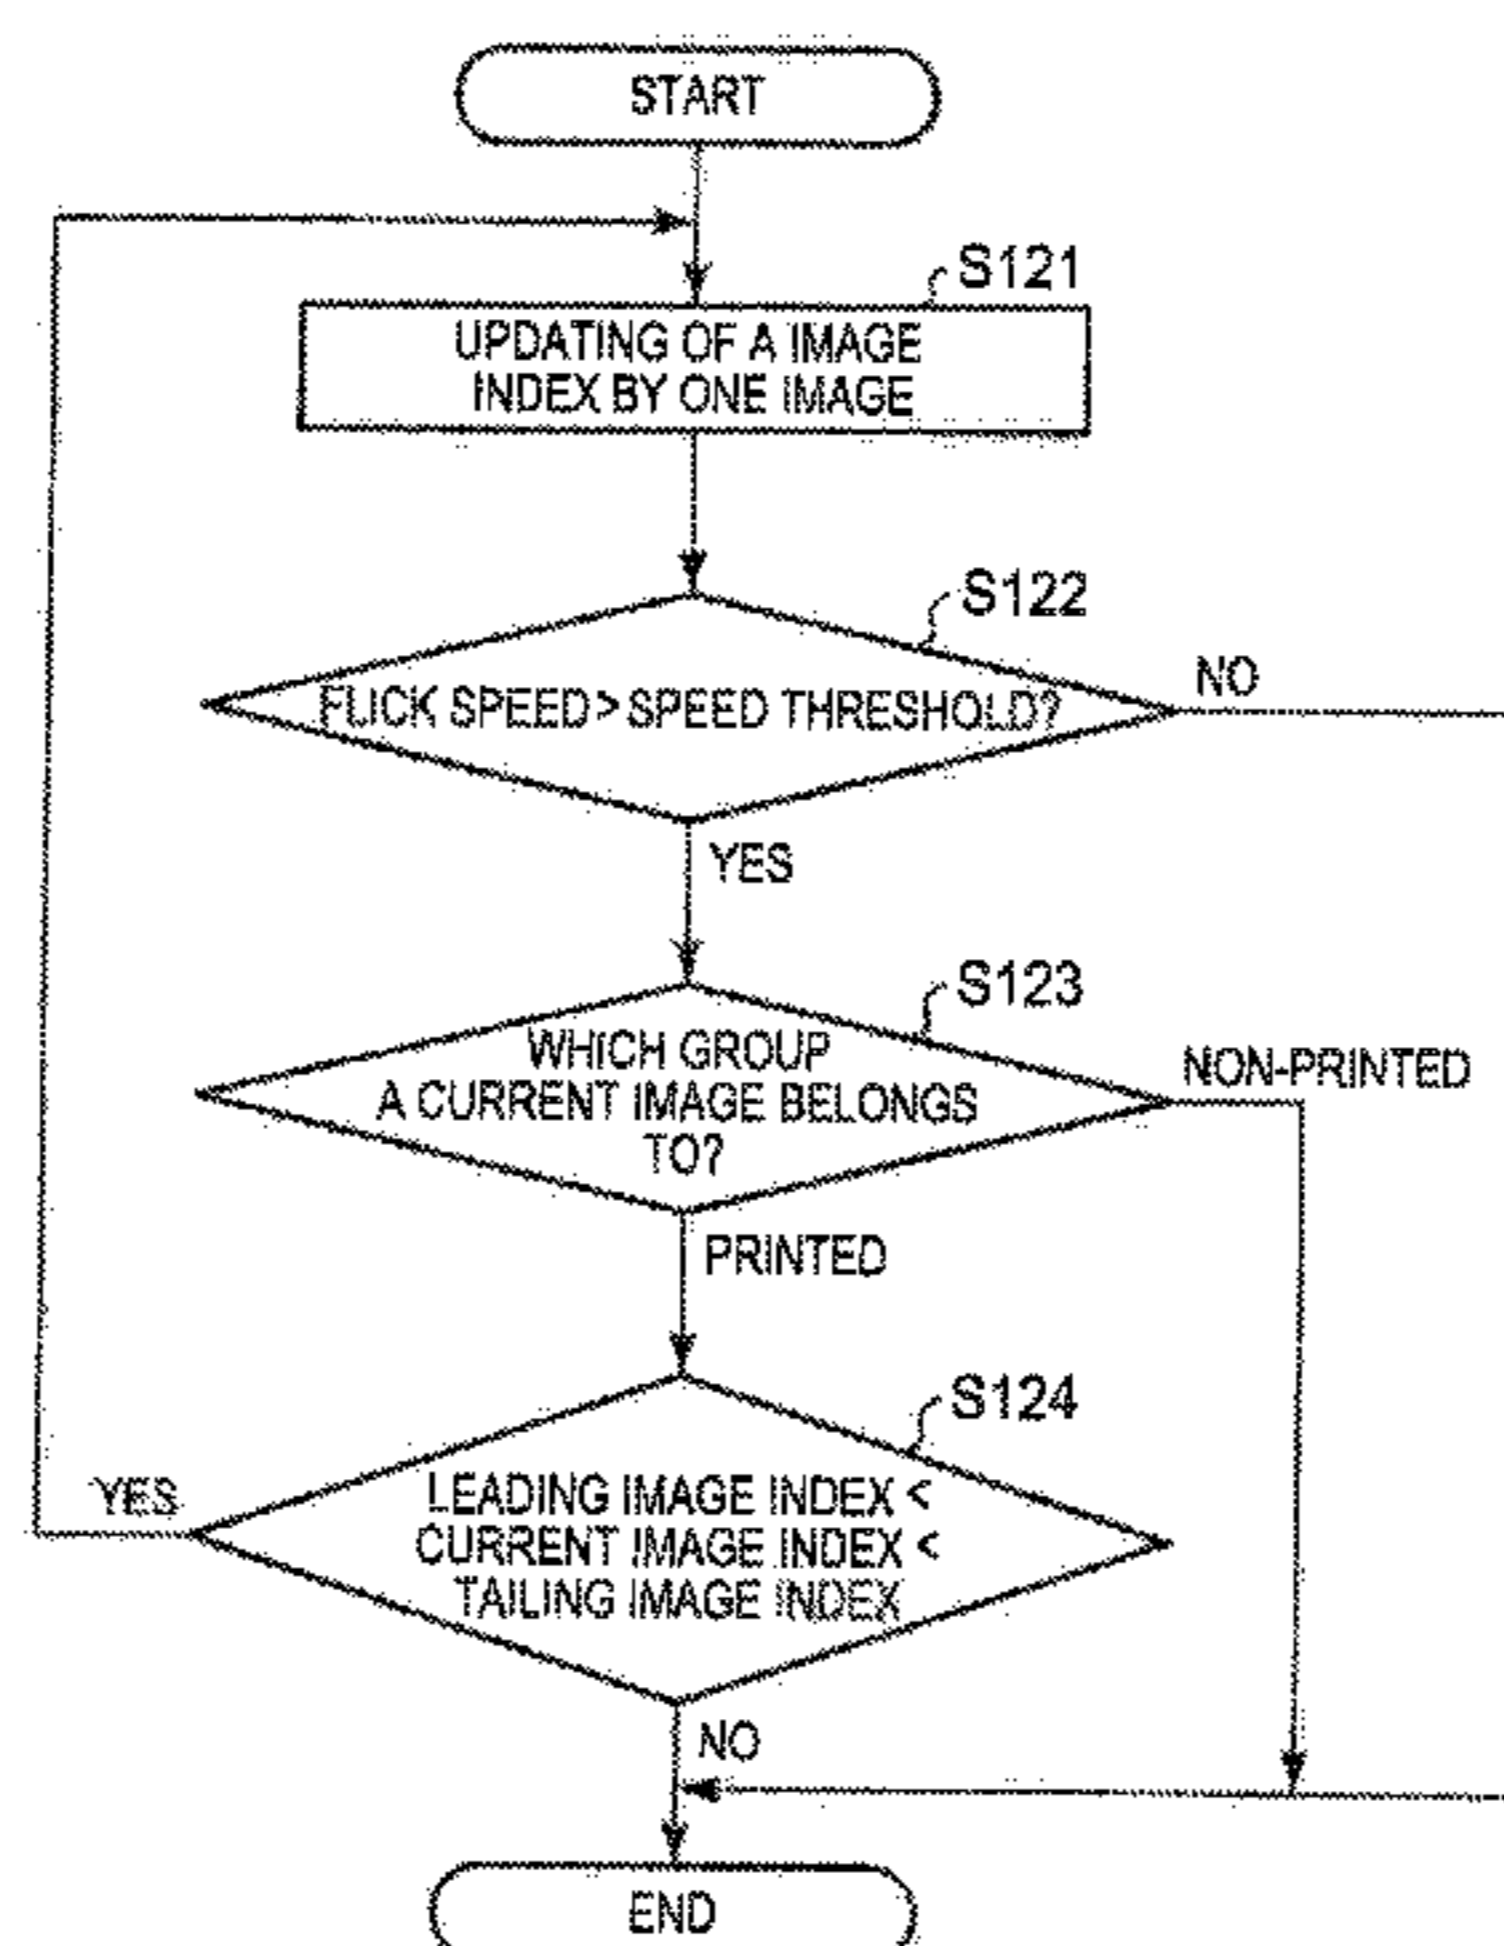 START
S121
UPDATING OF A IMAGE
INDEX BY ONE IMAGE
S122
FLICK SPEED > SPEED THRESHOLD?
NO
YES
S123
WHICH GROUP
A CURRENT IMAGE BELONGS
TO?
NON-PRINTED
PRINTED
S124
LEADING IMAGE INDEX <
CURRENT IMAGE INDEX <
TAILING IMAGE INDEX
YES
NO
END